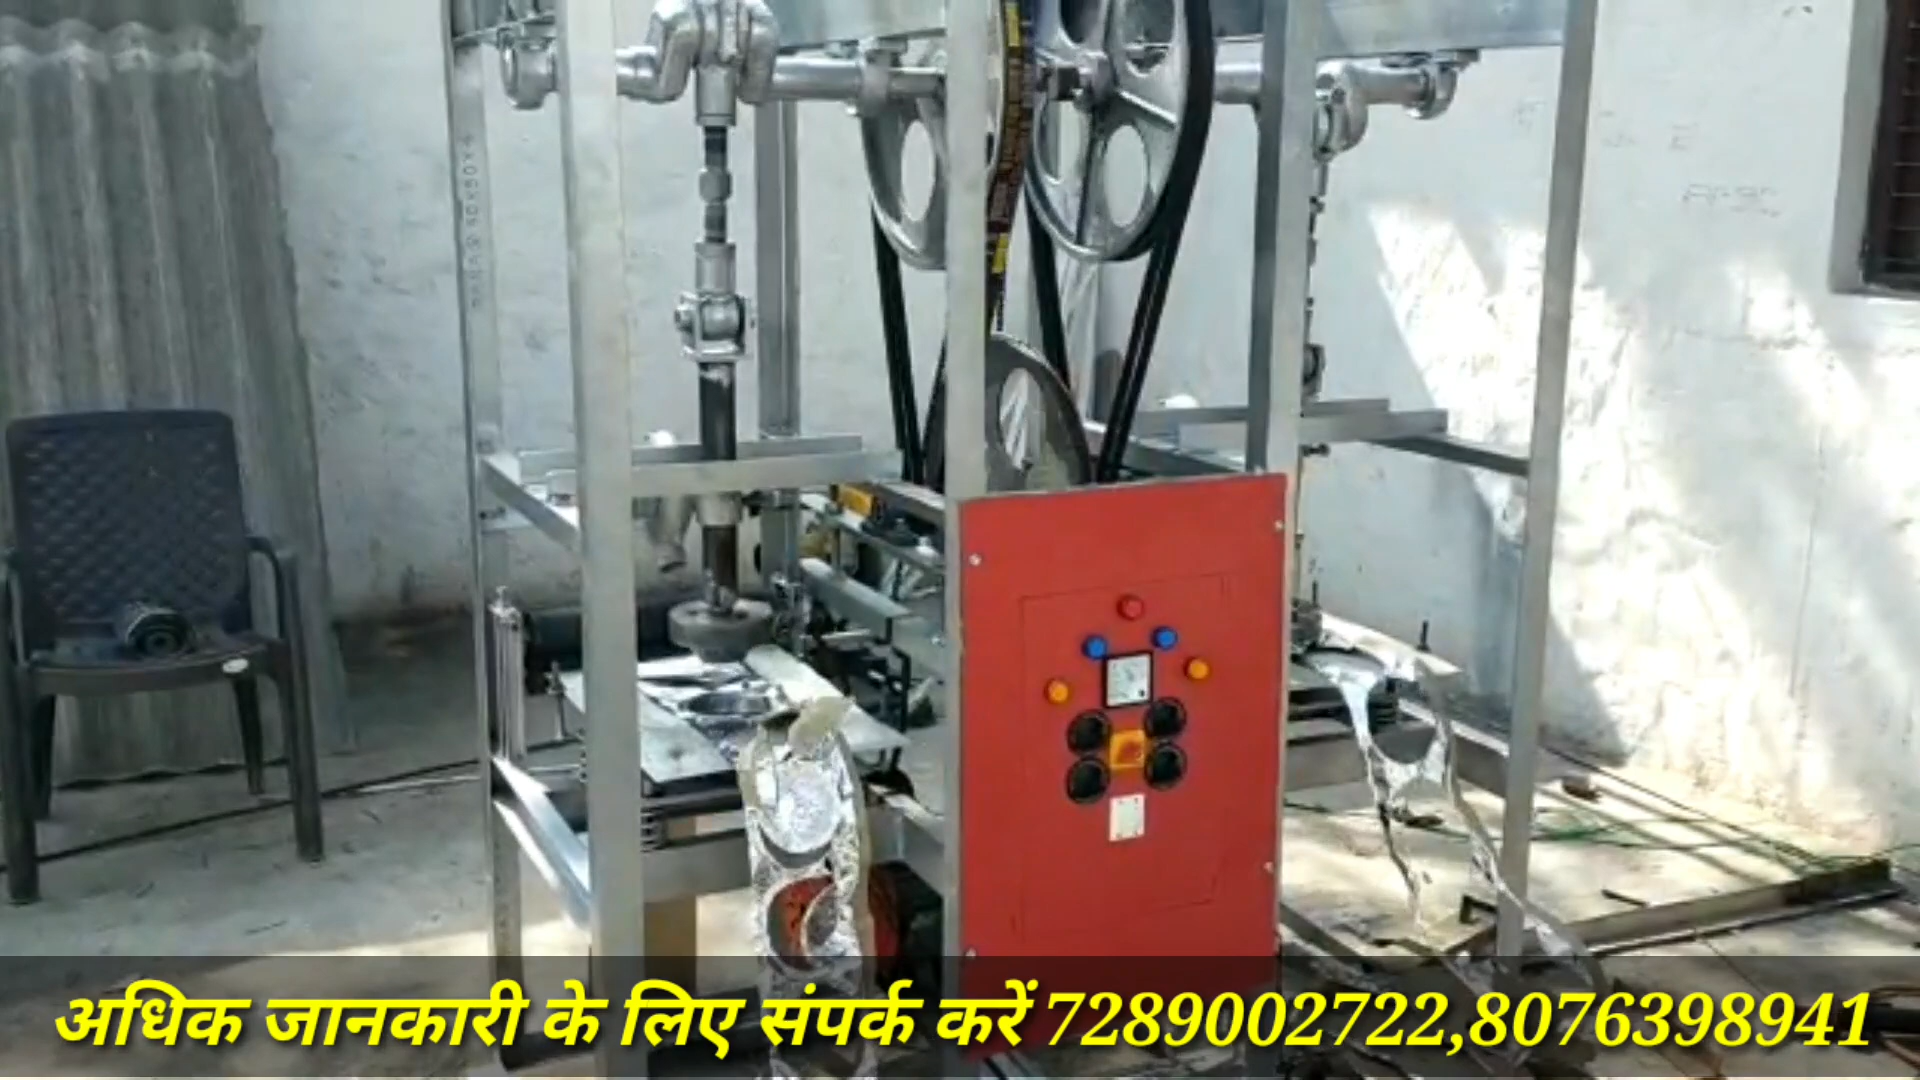 अधिक जानकारी के लिए संपर्क करें 7289002722,8076398941